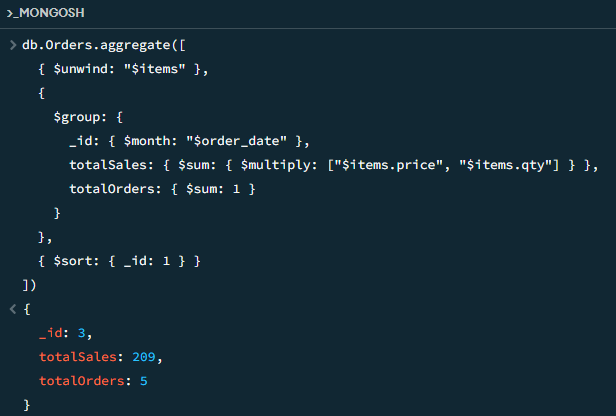 >_MONGOSH
> db.Orders.aggregate([
{ $unwind: "$items" },
{
$group: {
_id: { $month: "$order_date" },
totalSales: { $sum: { $multiply: ["$items.price", "$items.qty"] } },
totalOrders: { $sum: 1 }
}
},
{ $sort: { _id: 1 } }
])
< {
_id: 3,
totalSales: 209,
totalOrders: 5
}